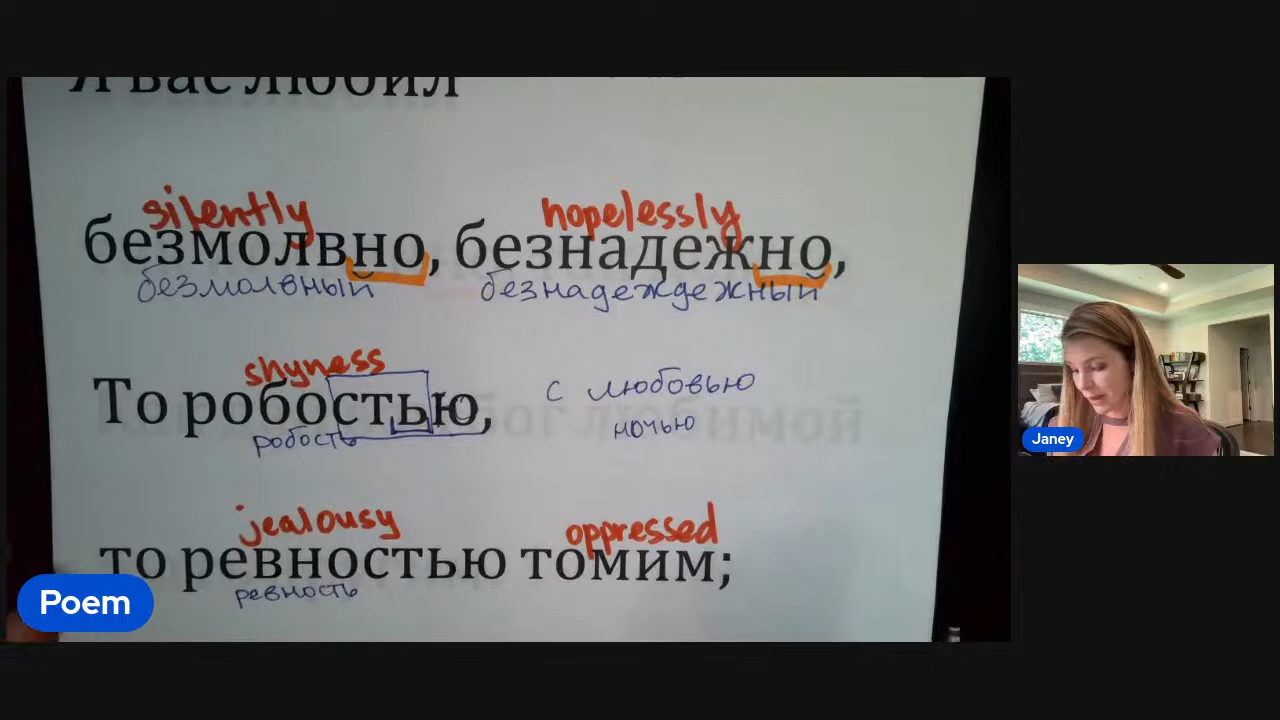 Я вас любил
silently hopelessly
безмолвно, безнадежно,
безмолвный безнадеждежный
shyness
То робостью, с любовью
робость ночью
jealousy oppressed
то ревностью томим;
ревность
Poem
Janey